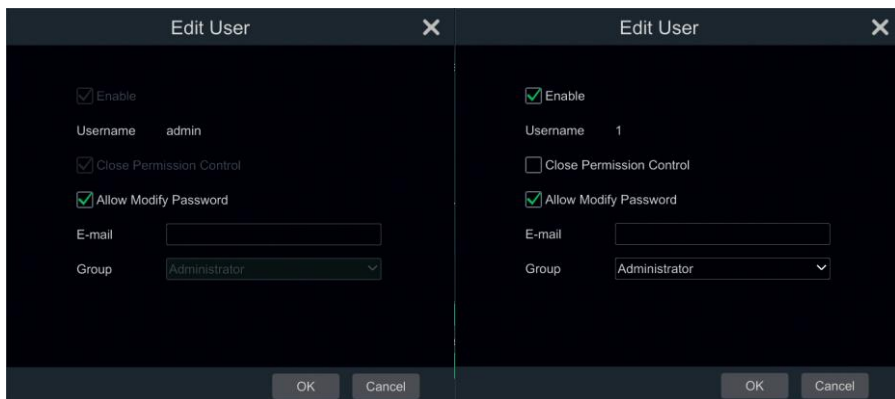 Edit User
Enable
Username admin
Close Permission Control
Allow Modify Password
E-mail
Group Administrator
OK Cancel
Edit User
Enable
Username 1
Close Permission Control
Allow Modify Password
E-mail
Group Administrator
OK Cancel